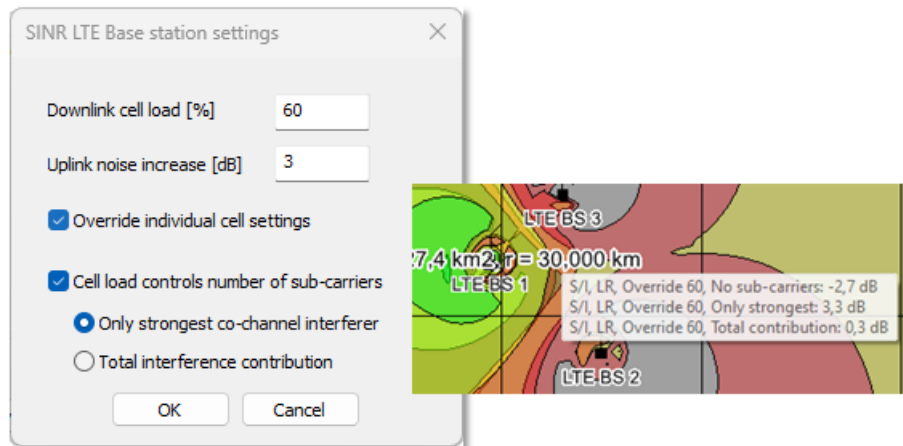 SINR LTE Base station settings
Downlink cell load [%] 60
Uplink noise increase [dB] 3
Override individual cell settings
Cell load controls number of sub-carriers
Only strongest co-channel interferer
Total interference contribution
OK Cancel
LTE BS 3
7,4 km2, r = 30,000 km
LTE BS 1
S/I, LR, Override 60, No sub-carriers: -2,7 dB
S/I, LR, Override 60, Only strongest: 3,3 dB
S/I, LR, Override 60, Total contribution: 0,3 dB
LTE BS 2